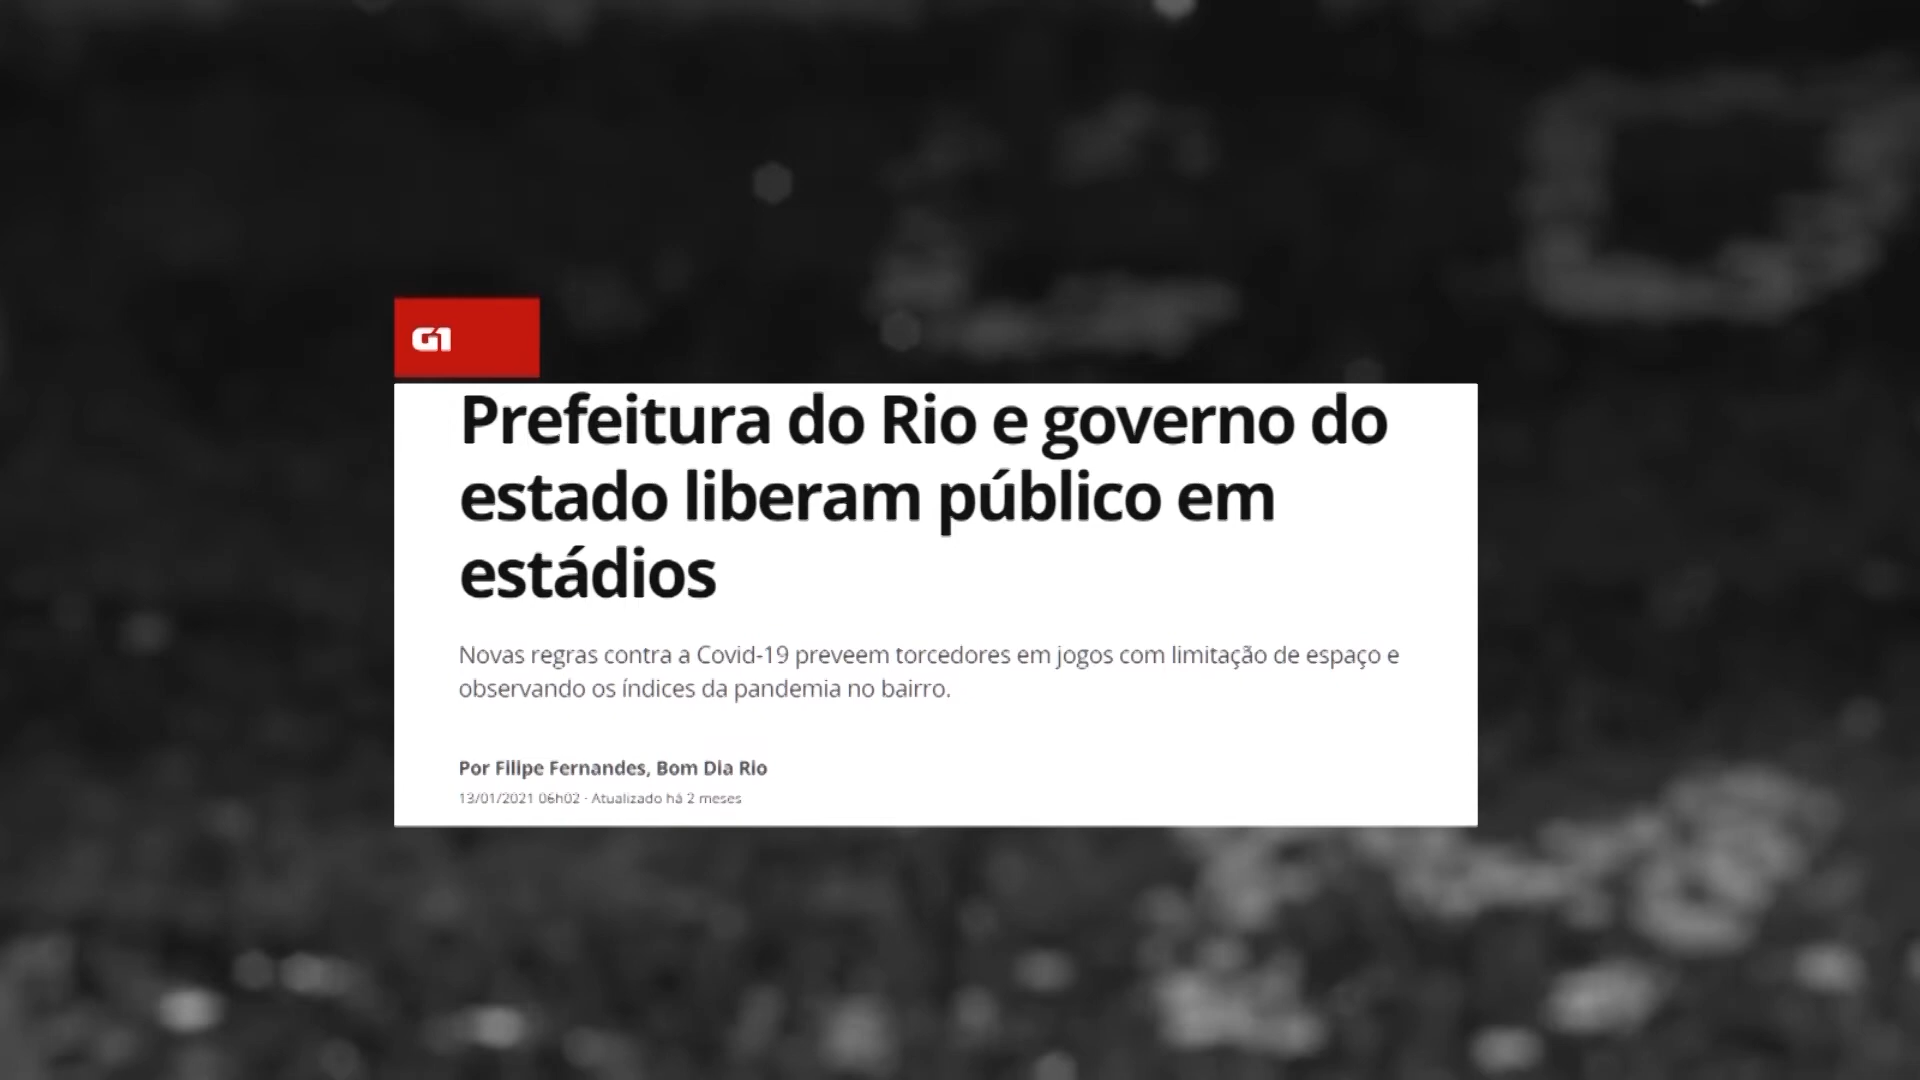 G1
Prefeitura do Rio e governo do
estado liberam público em
estádios
Novas regras contra a Covid-19 preveem torcedores em jogos com limitação de espaço e
observando os índices da pandemia no bairro.
Por Filipe Fernandes, Bom Dia Rio
13/01/2021 06h02 · Atualizado há 2 meses